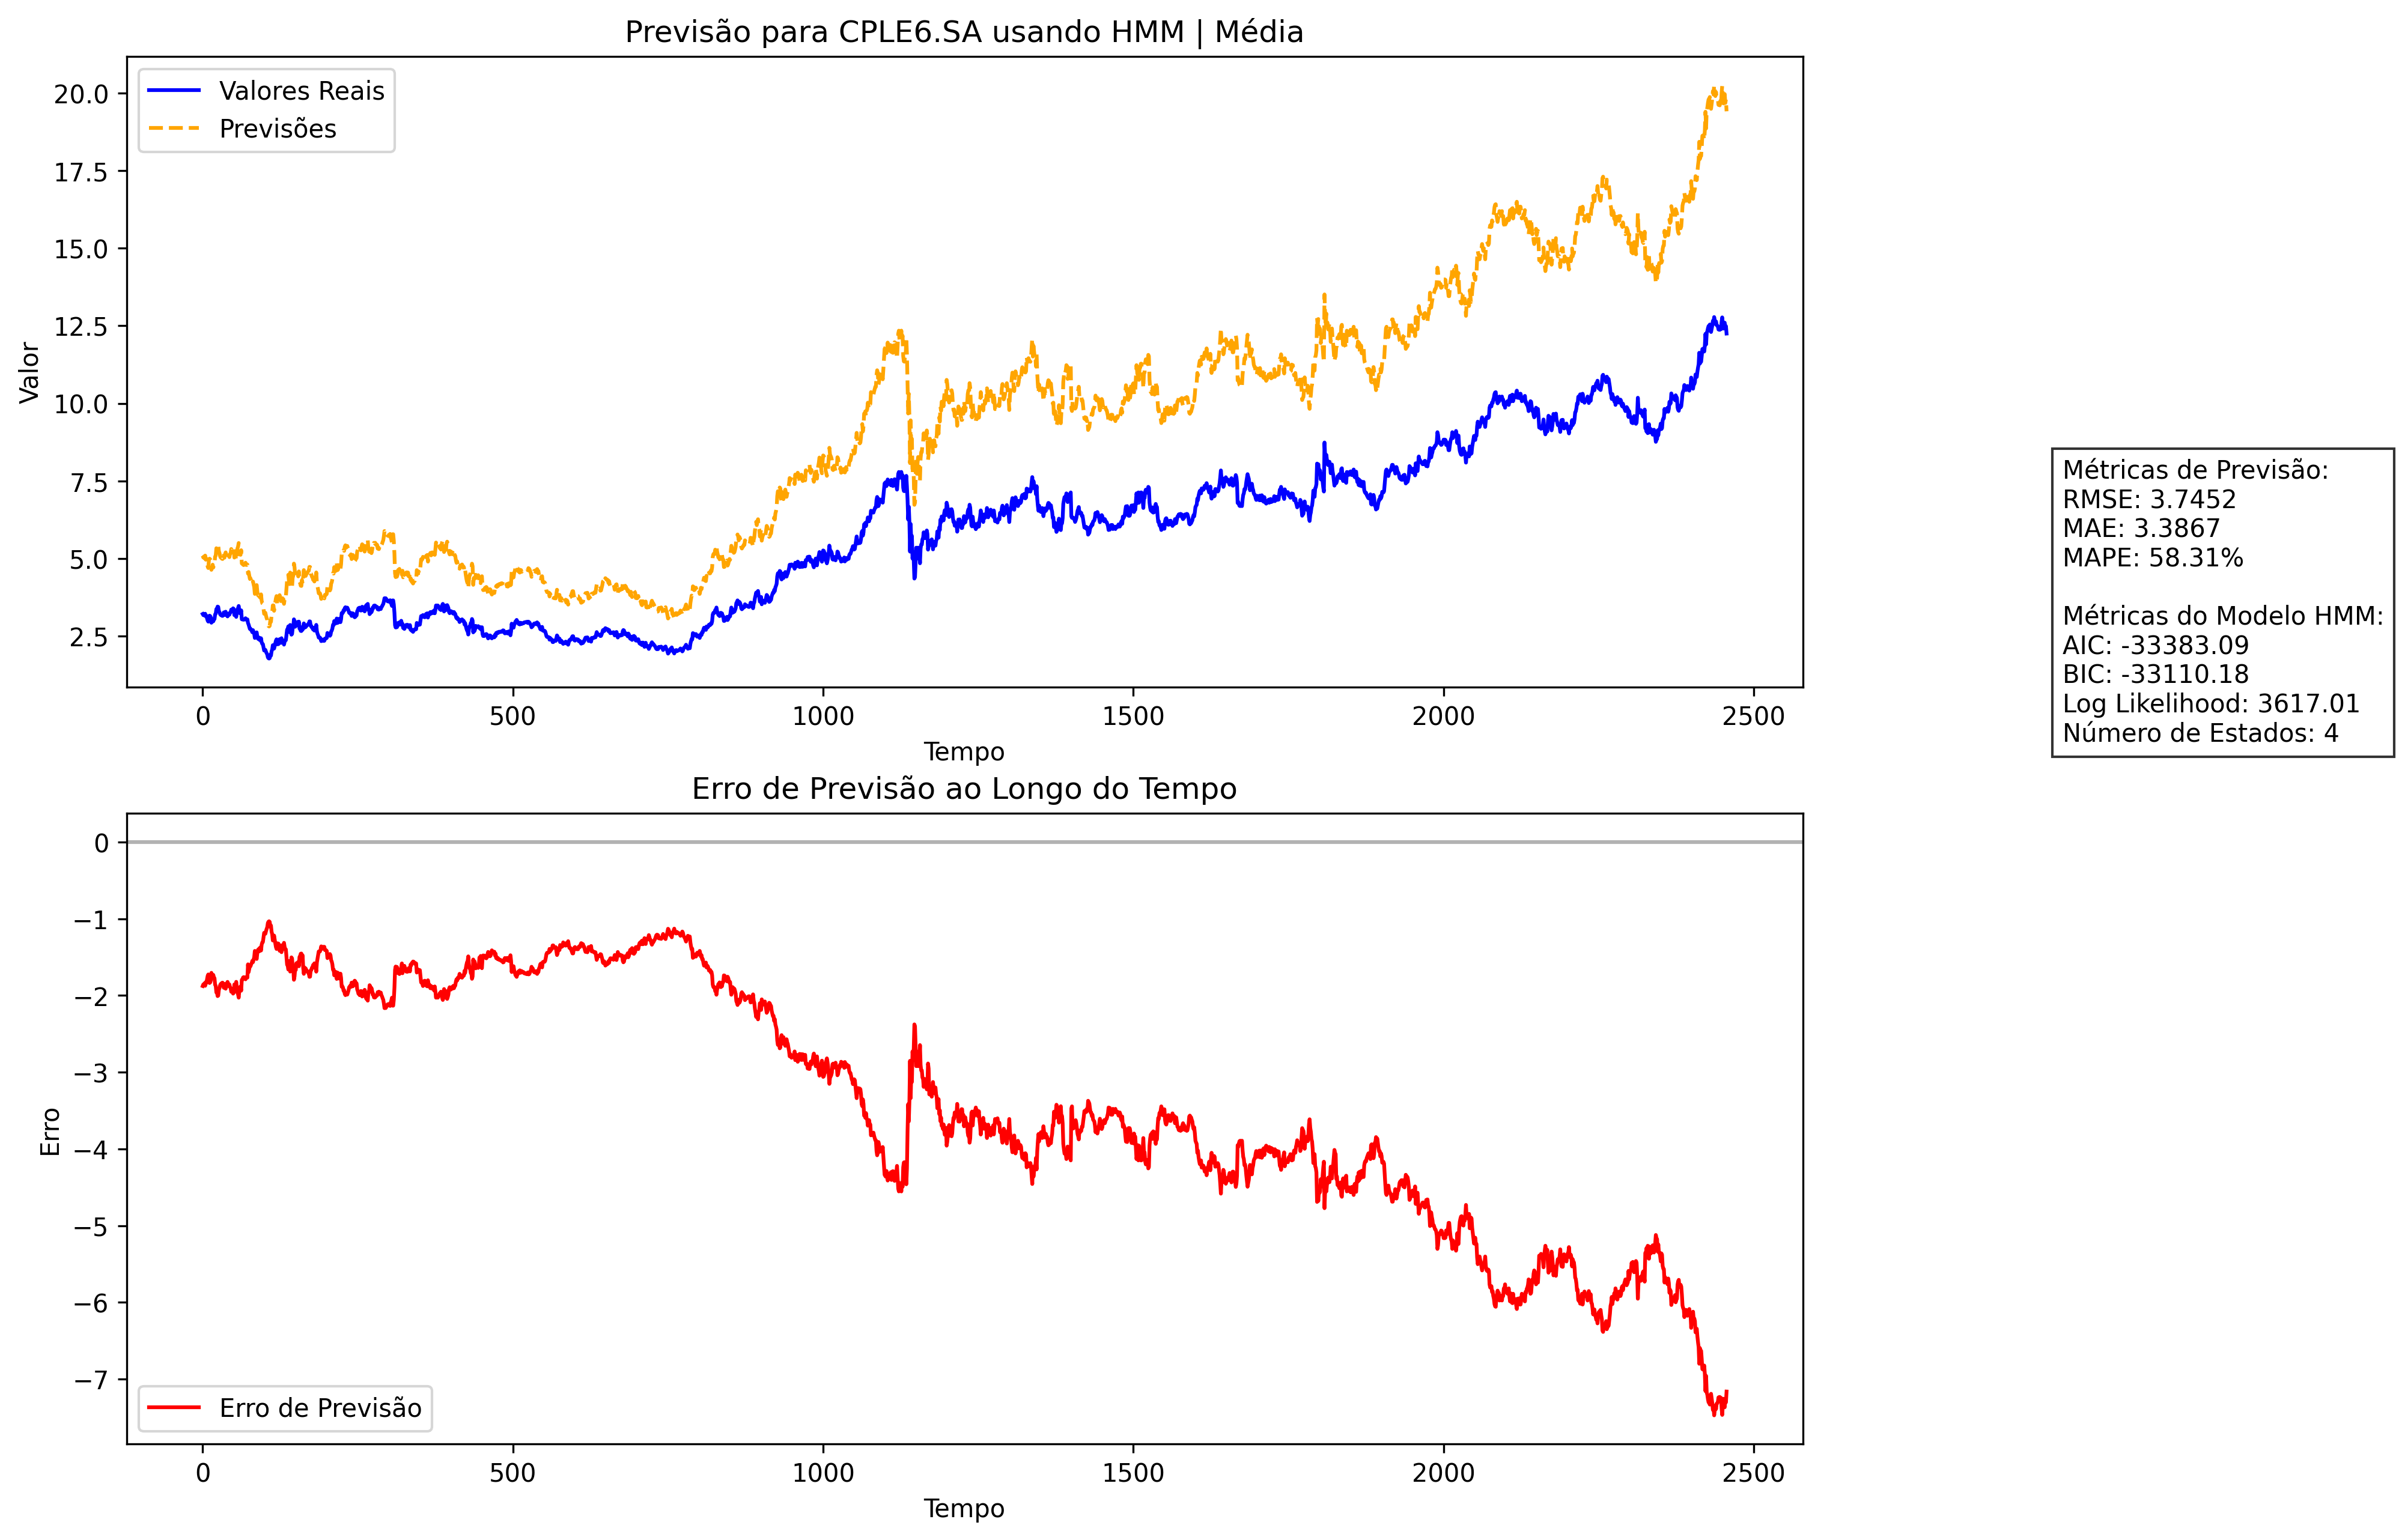 Previsão para CPLE6.SA usando HMM | Média
Valores Reais
Previsões
20.0
17.5
15.0
12.5
10.0
7.5
5.0
2.5
Valor
0 500 1000 1500 2000 2500
Tempo
Métricas de Previsão:
RMSE: 3.7452
MAE: 3.3867
MAPE: 58.31%
Métricas do Modelo HMM:
AIC: -33383.09
BIC: -33110.18
Log Likelihood: 3617.01
Número de Estados: 4
Erro de Previsão ao Longo do Tempo
0
−1
−2
−3
−4
−5
−6
−7
Erro
Erro de Previsão
0 500 1000 1500 2000 2500
Tempo